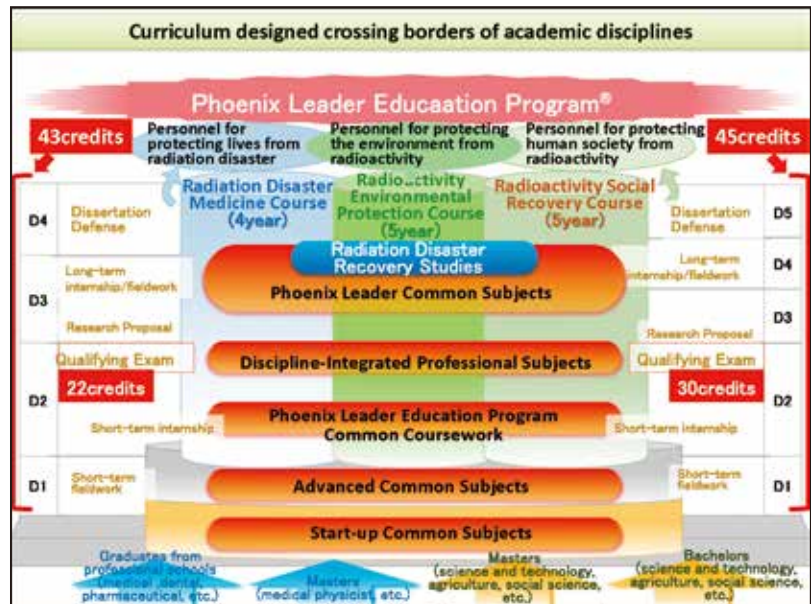 Curriculum designed crossing borders of academic disciplines
Phoenix Leader Educaation Program®
43credits
Personnel for
protecting lives from
radiation disaster
Personnel for protecting
the environment from
radioactivity
Personnel for protecting
human society from
radioactivity
45credits
Radiation Disaster
Medicine Course
(4year)
Radioactivity
Environmental
Protection Course
(5year)
Radioactivity Social
Recovery Course
(5year)
D4
Dissertation
Defense
Dissertation
Defense
D5
Radiation Disaster
Recovery Studies
Phoenix Leader Common Subjects
D3
Long-term
internship/fieldwork
Long-term
internship/fieldwork
D4
Research Proposal
Research Proposal
D3
Discipline-Integrated Professional Subjects
Qualifying Exam
22credits
Qualifying Exam
30credits
D2
D2
Phoenix Leader Education Program
Common Coursework
Short-term internship
Short-term internship
D1
Short-term
fieldwork
Advanced Common Subjects
Short-term
fieldwork
D1
Start-up Common Subjects
Graduates from
professional schools
(medical, dental,
pharmaceutical, etc.)
Masters
(medical physicist, etc.)
Masters
(science and technology,
agriculture, social science,
etc.)
Bachelors
(science and technology,
agriculture, social science,
etc.)